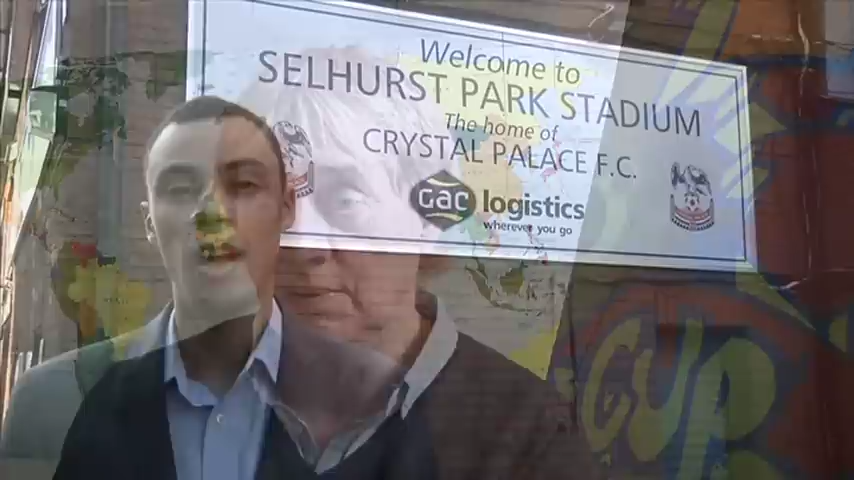 Welcome to
SELHURST PARK STADIUM
The home of
CRYSTAL PALACE F.C.
GAC logistics
wherever you go
CUP